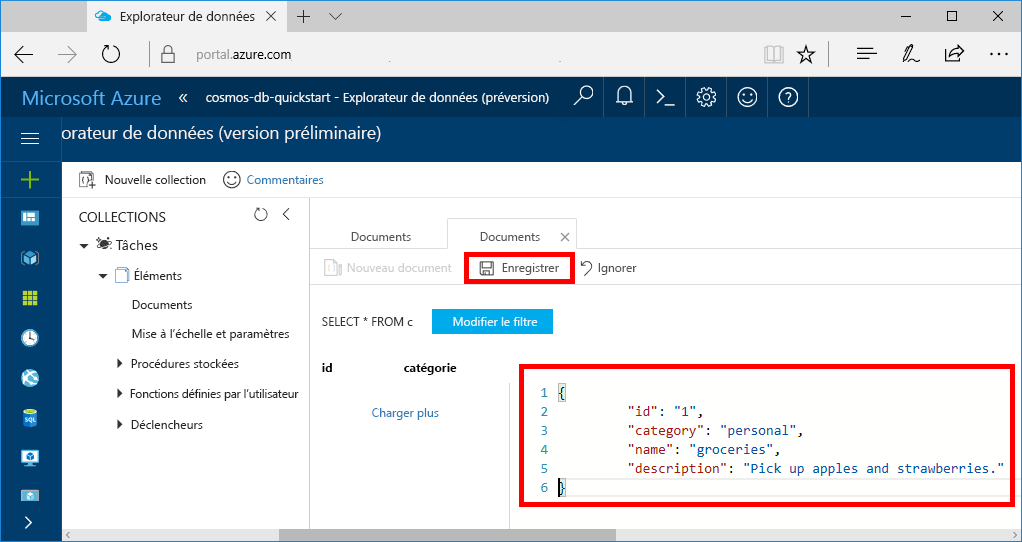 Explorateur de données
portal.azure.com
Microsoft Azure « cosmos-db-quickstart - Explorateur de données (préversion)
orateur de données (version préliminaire)
Nouvelle collection Commentaires
COLLECTIONS
Documents Documents
Tâches
Nouveau document Enregistrer Ignorer
Éléments
Documents
SELECT * FROM c Modifier le filtre
Mise à l'échelle et paramètres
Procédures stockées
id catégorie
Fonctions définies par l'utilisateur
Charger plus
Déclencheurs
1 {
2 "id": "1",
3 "category": "personal",
4 "name": "groceries",
5 "description": "Pick up apples and strawberries."
6 }
SQL